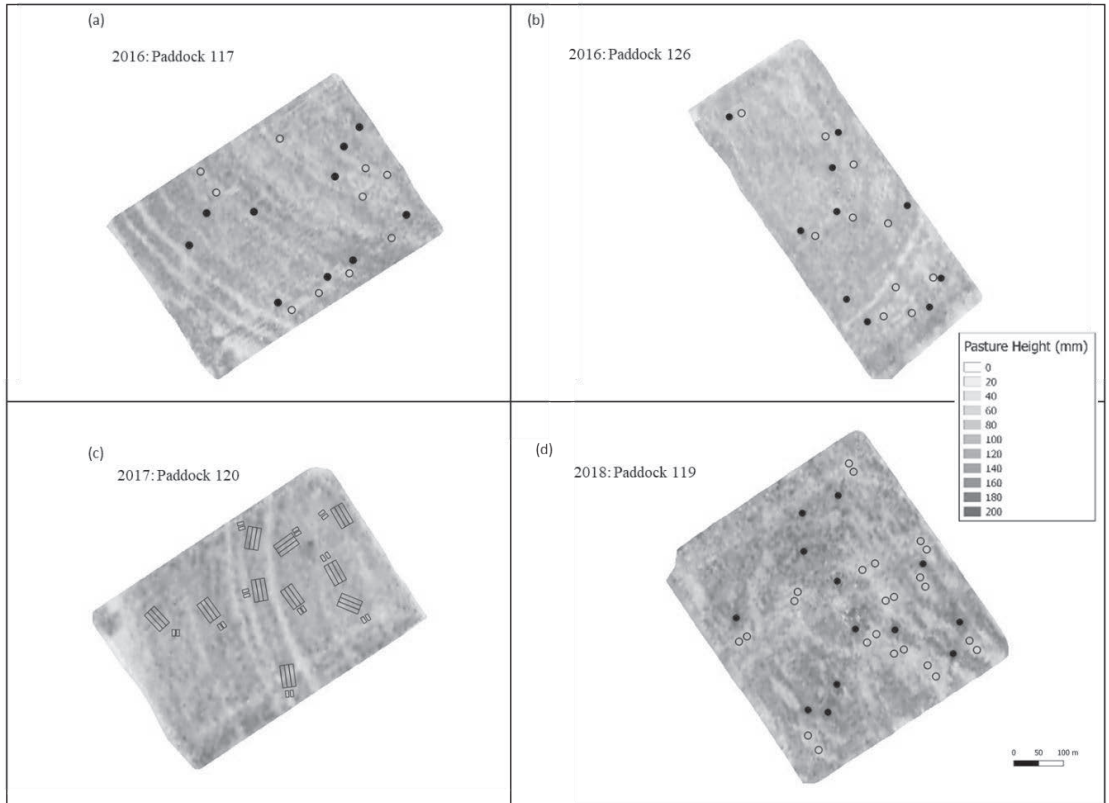 (a)
2016: Paddock 117
(b)
2016: Paddock 126
Pasture Height (mm)
0
20
40
60
80
100
120
140
160
180
200
(c)
2017: Paddock 120
(d)
2018: Paddock 119
0 50 100 m